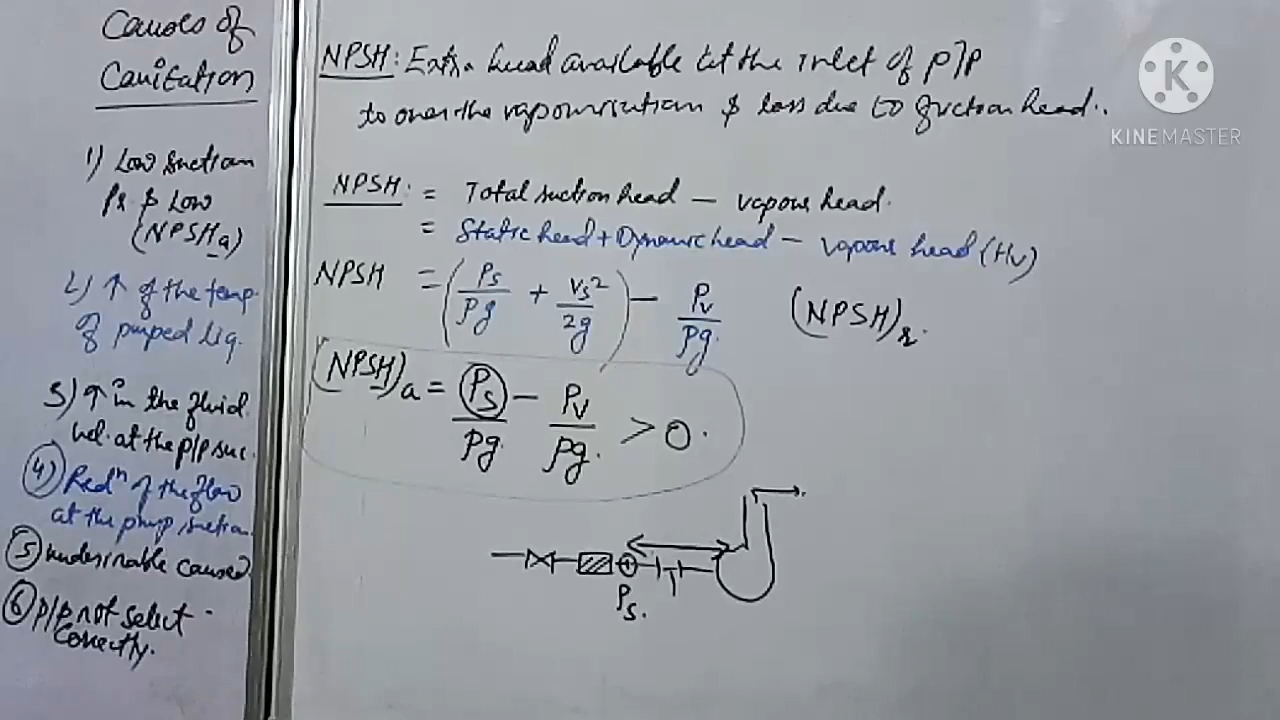 Causes of
Cavitation
1) Low suction
Pr & Low
(NPSHa)
2) ↑ of the temp.
of pumped liq.
3) ↑ in the fluid
vel. at the p/p suc.
4) Redn of the flow
at the pump suction.
5 undesirable caused
6 p/p not select
Correctly.
NPSH: Extra head available at the inlet of p/p
to over the vapourisation & loss due to friction head.
NPSH: = Total suction head - vapour head.
= Static head + Dynamic head - vapour head (Hv)
NPSH = (Ps/ρg + Vs²/2g) - Pv/ρg. (NPSH)r.
(NPSH)a = Ps/ρg - Pv/ρg. > 0.
Ps.
K
KINEMASTER